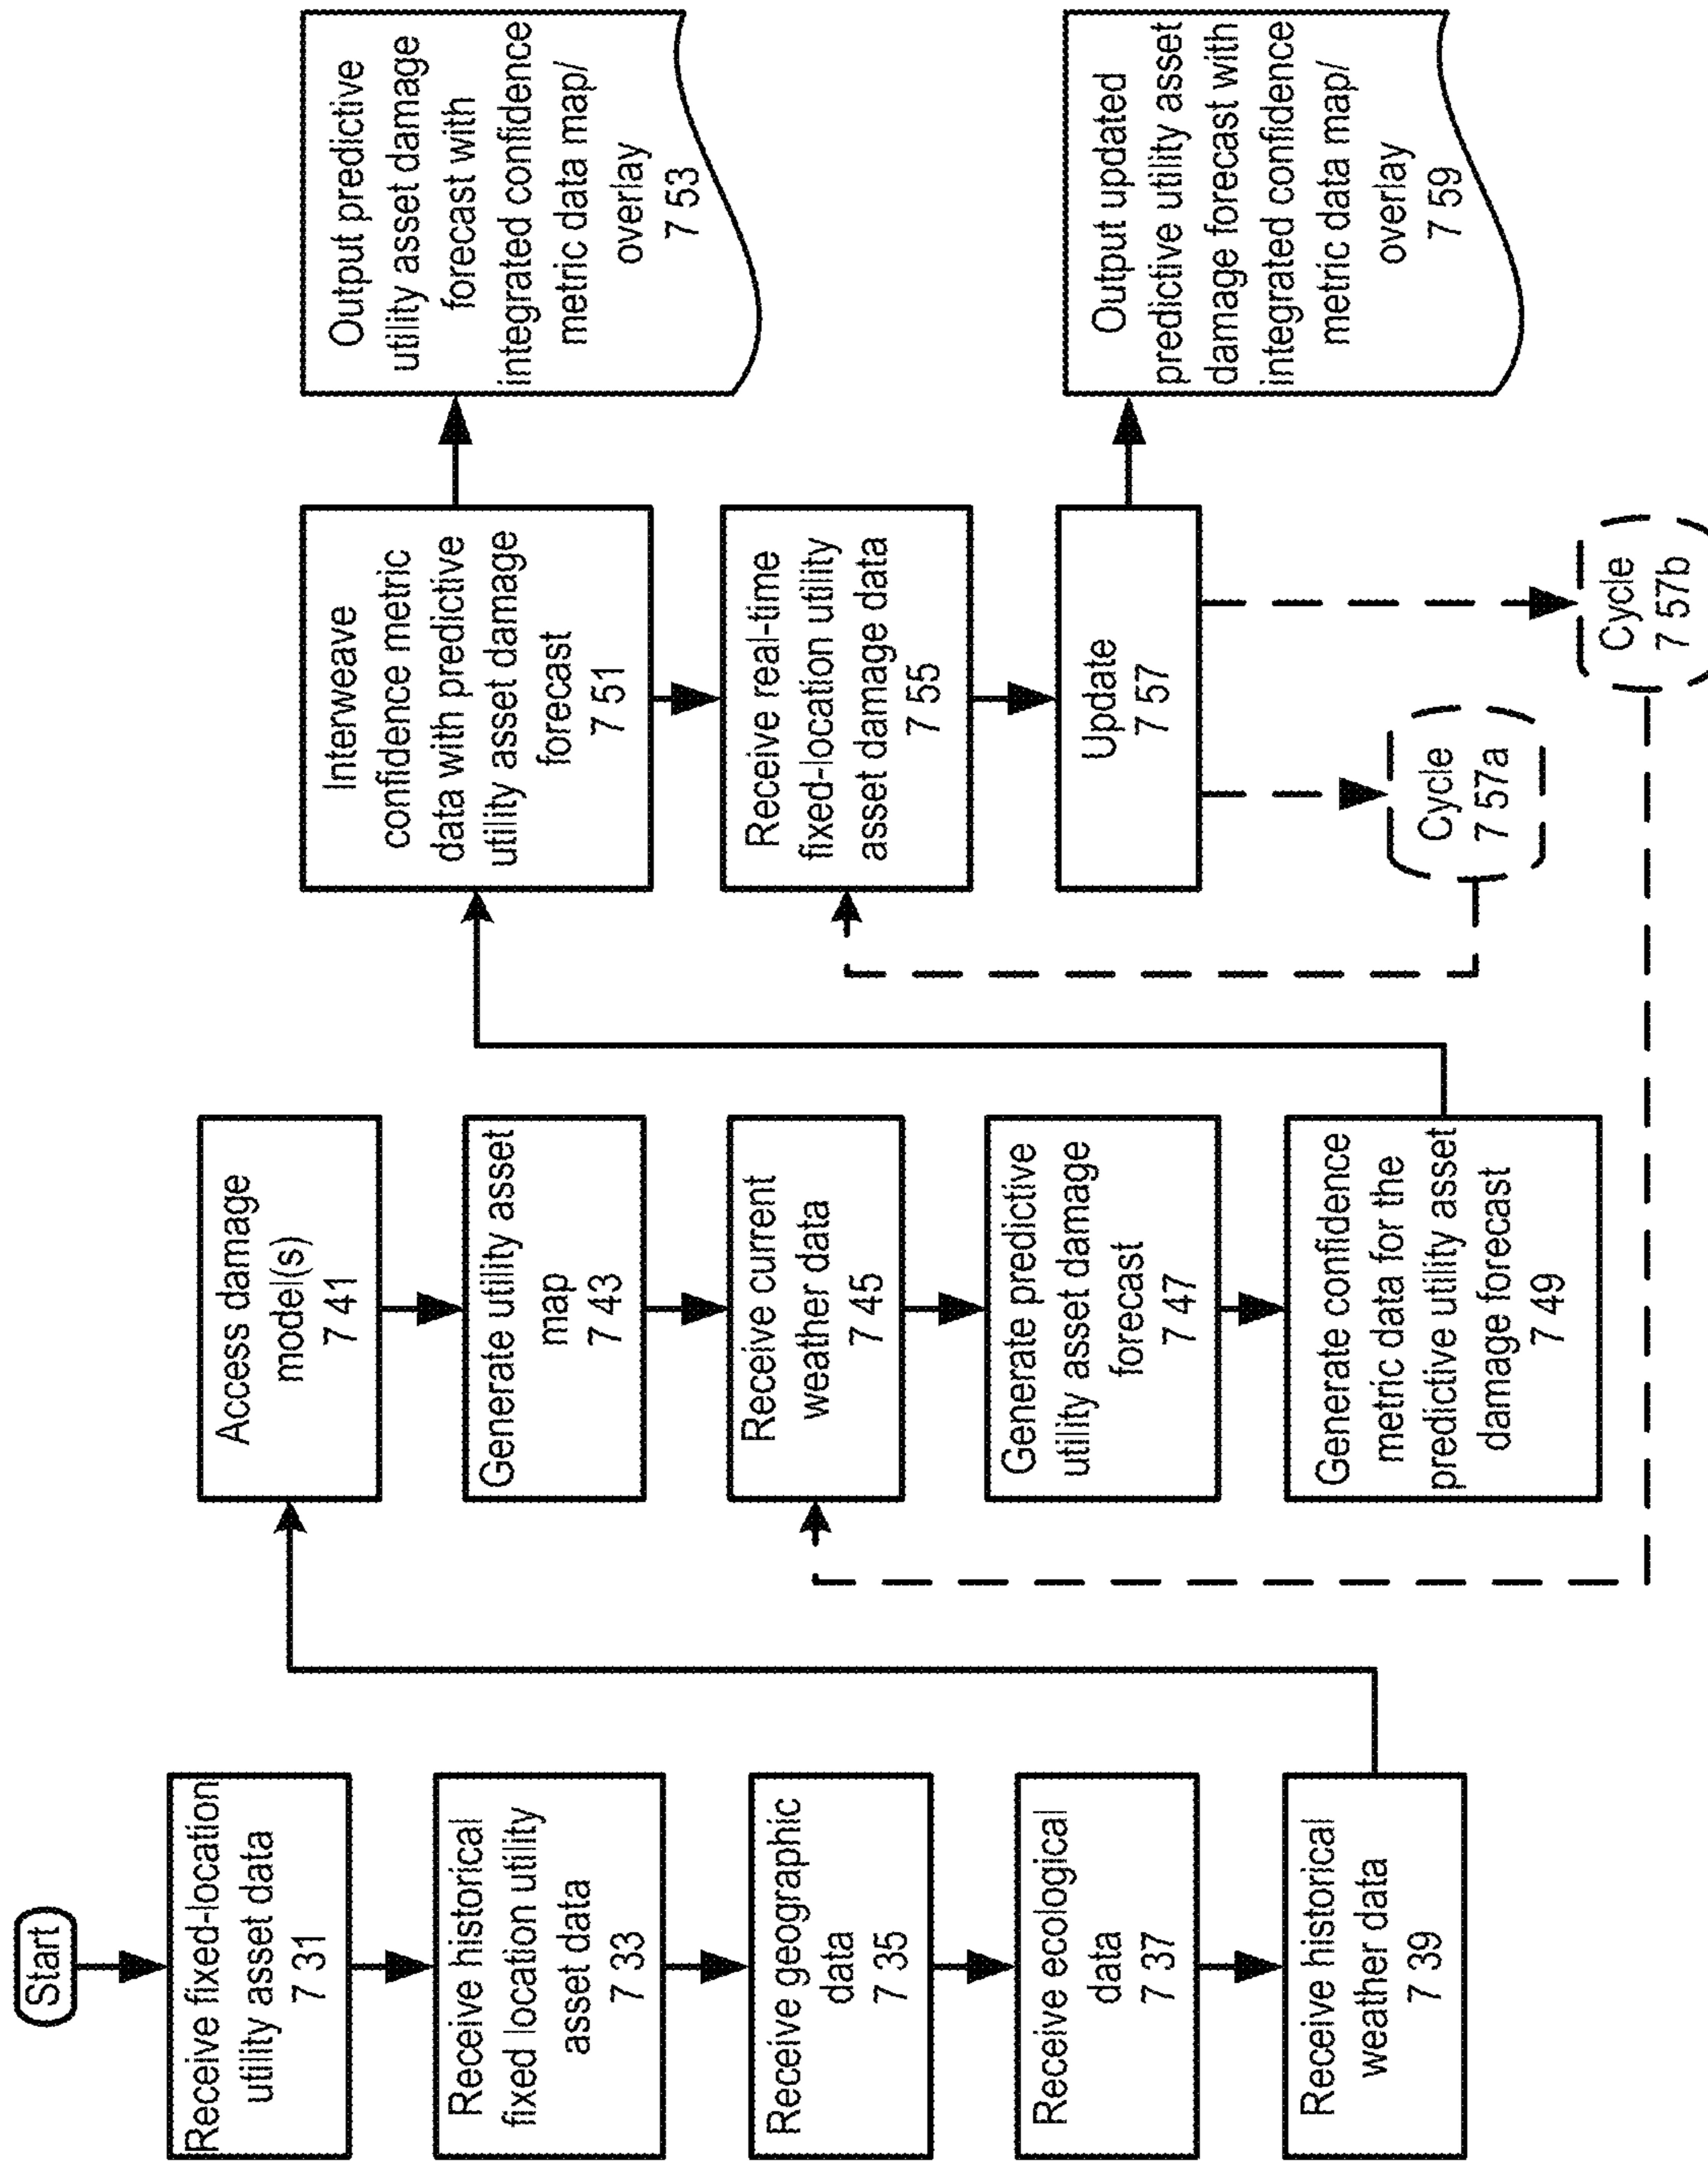 Start
Receive fixed-location
utility asset data
7 31
Receive historical
fixed location utility
asset data
7 33
Receive geographic
data
7 35
Receive ecological
data
7 37
Receive historical
weather data
7 39
Access damage
model(s)
7 41
Generate utility asset
map
7 43
Receive current
weather data
7 45
Generate predictive
utility asset damage
forecast
7 47
Generate confidence
metric data for the
predictive utility asset
damage forecast
7 49
Interweave
confidence metric
data with predictive
utility asset damage
forecast
7 51
Receive real-time
fixed-location utility
asset damage data
7 55
Update
7 57
Cycle
7 57a
Cycle
7 57b
Output predictive
utility asset damage
forecast with
integrated confidence
metric data map/
overlay
7 53
Output updated
predictive utility asset
damage forecast with
integrated confidence
metric data map/
overlay
7 59